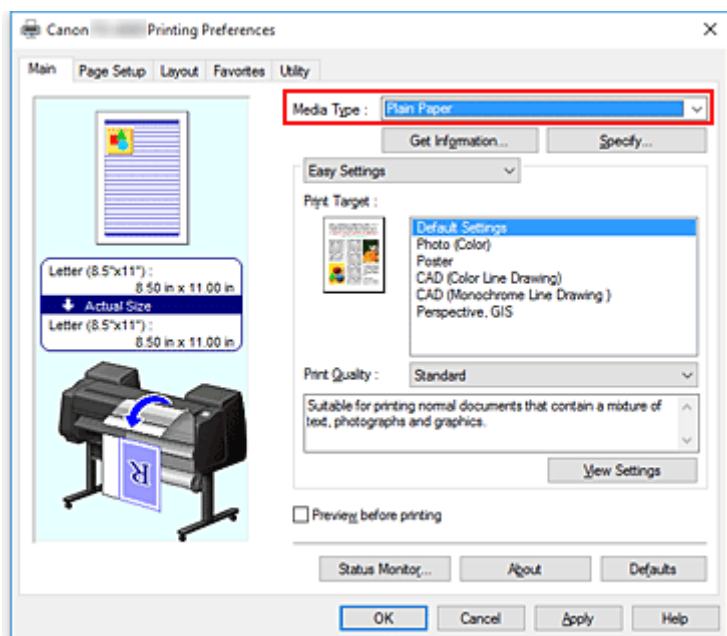 Canon Printing Preferences
Main Page Setup Layout Favorites Utility
Media Type : Plain Paper
Get Information... Specify...
Easy Settings
Print Target :
Default Settings
Photo (Color)
Poster
CAD (Color Line Drawing)
CAD (Monochrome Line Drawing )
Perspective, GIS
Letter (8.5"x11") :
8.50 in x 11.00 in
Actual Size
Letter (8.5"x11") :
8.50 in x 11.00 in
R
Print Quality : Standard
Suitable for printing normal documents that contain a mixture of
text, photographs and graphics.
View Settings
Preview before printing
Status Monitor... About Defaults
OK Cancel Apply Help